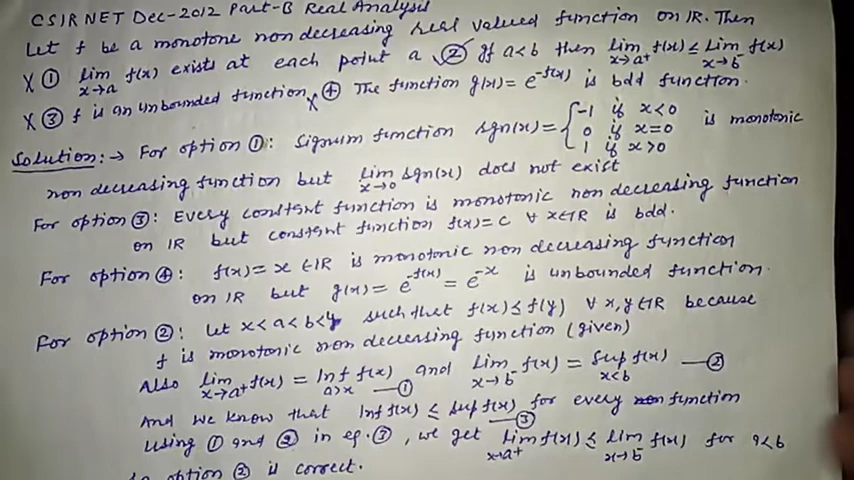 CSIR NET Dec-2012 Part-B Real Analysis
Let f be a monotone non decreasing real valued function on IR. Then
X ① lim x→a f(x) exists at each point a ② If a<b then lim x→a⁺ f(x) ≤ lim x→b⁻ f(x)
X ③ f is an unbounded function. X ④ The function g(x) = e^-f(x) is bdd function.
Solution: → For option ①: Signum function sgn(x) = { -1 if x<0
0 if x=0
1 if x>0 is monotonic
non decreasing function but lim x→0 sgn(x) does not exist
For option ③: Every constant function is monotonic non decreasing function
on IR but constant function f(x)=c ∀ x∈IR is bdd.
For option ④: f(x) = x ∈ IR is monotonic non decreasing function
on IR but g(x) = e^-f(x) = e^-x is unbounded function.
For option ②: Let x<a<b<y such that f(x) ≤ f(y) ∀ x,y∈IR because
f is monotonic non decreasing function (given)
Also lim x→a⁺ f(x) = Inf a>x f(x) —① and lim x→b⁻ f(x) = Sup x<b f(x) —②
And we know that Inf f(x) ≤ sup f(x) —③ for every function
Using ① and ② in eq. ③, we get lim x→a⁺ f(x) ≤ lim x→b⁻ f(x) for a<b
So option ② is correct.